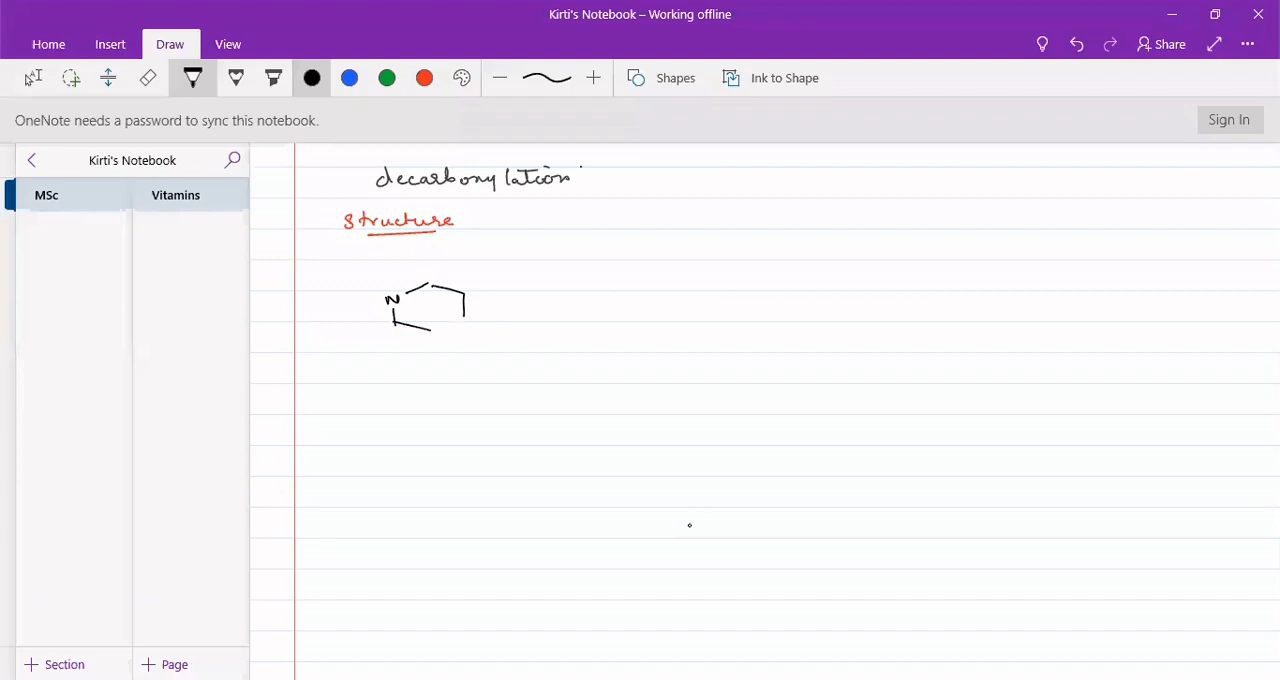 Kirti's Notebook – Working offline
Home Insert Draw View
Share
Shapes Ink to Shape
OneNote needs a password to sync this notebook.
Sign In
Kirti's Notebook
MSc Vitamins
decarbonylation
Structure
N
Section Page